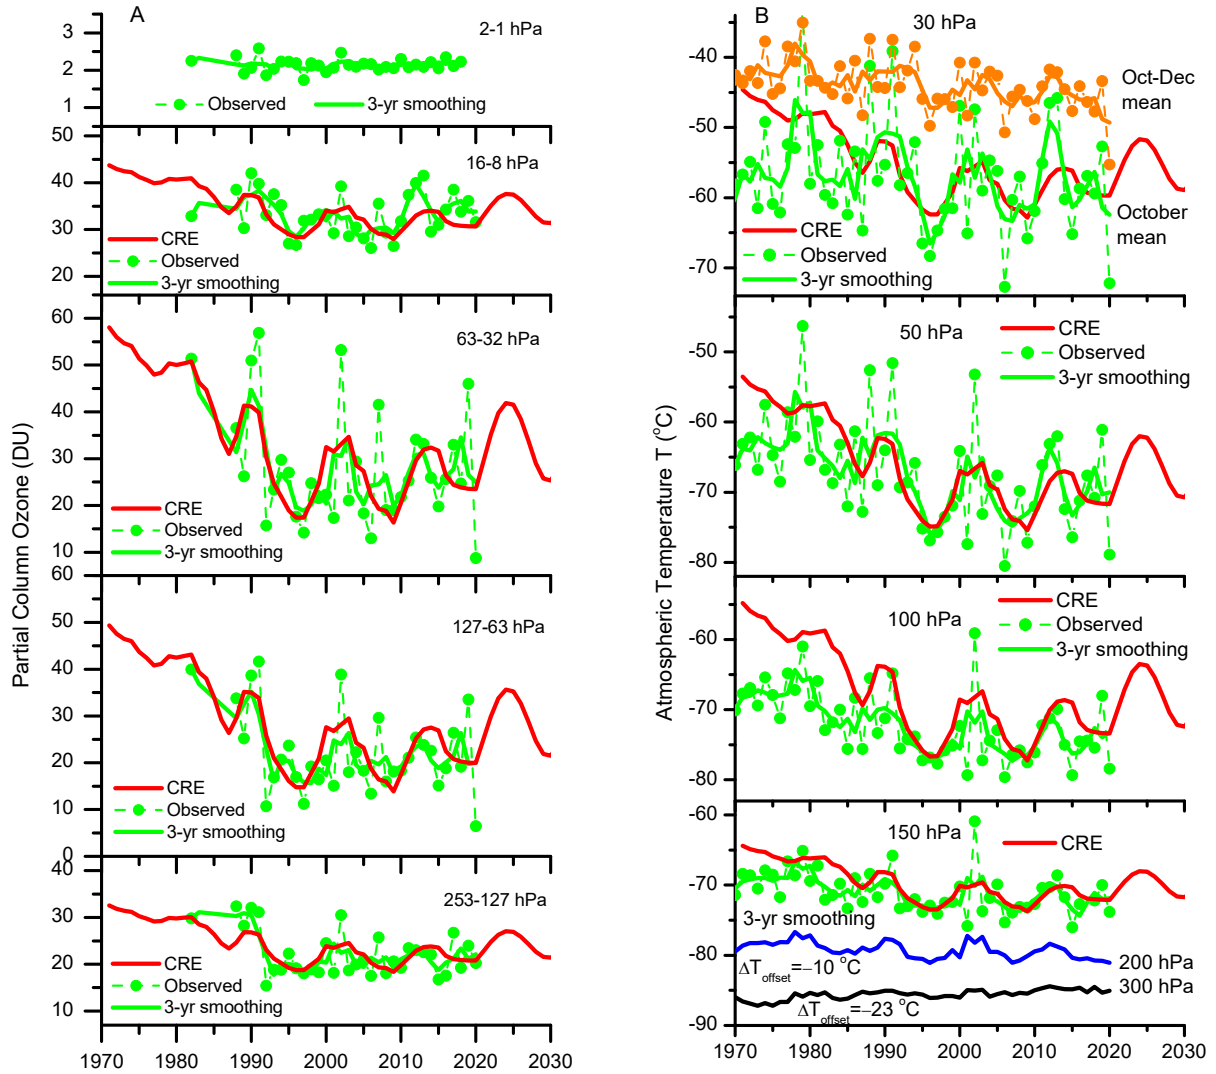 A
2-1 hPa
3
2
1
Observed
3-yr smoothing
50
40
30
20
16-8 hPa
CRE
Observed
3-yr smoothing
60
50
40
30
20
10
63-32 hPa
CRE
Observed
3-yr smoothing
60
50
40
30
20
10
0
127-63 hPa
CRE
Observed
3-yr smoothing
40
30
20
10
253-127 hPa
CRE
Observed
3-yr smoothing
1970 1980 1990 2000 2010 2020 2030
Partial Column Ozone (DU)
B
30 hPa
-40
-50
-60
-70
Oct-Dec
mean
October
mean
CRE
Observed
3-yr smoothing
50 hPa
-50
-60
-70
-80
CRE
Observed
3-yr smoothing
100 hPa
-60
-70
-80
CRE
Observed
3-yr smoothing
150 hPa
-60
-70
-80
-90
CRE
3-yr smoothing
ΔToffset=–10 °C
200 hPa
300 hPa
ΔToffset=–23 °C
1970 1980 1990 2000 2010 2020 2030
Atmospheric Temperature T (°C)